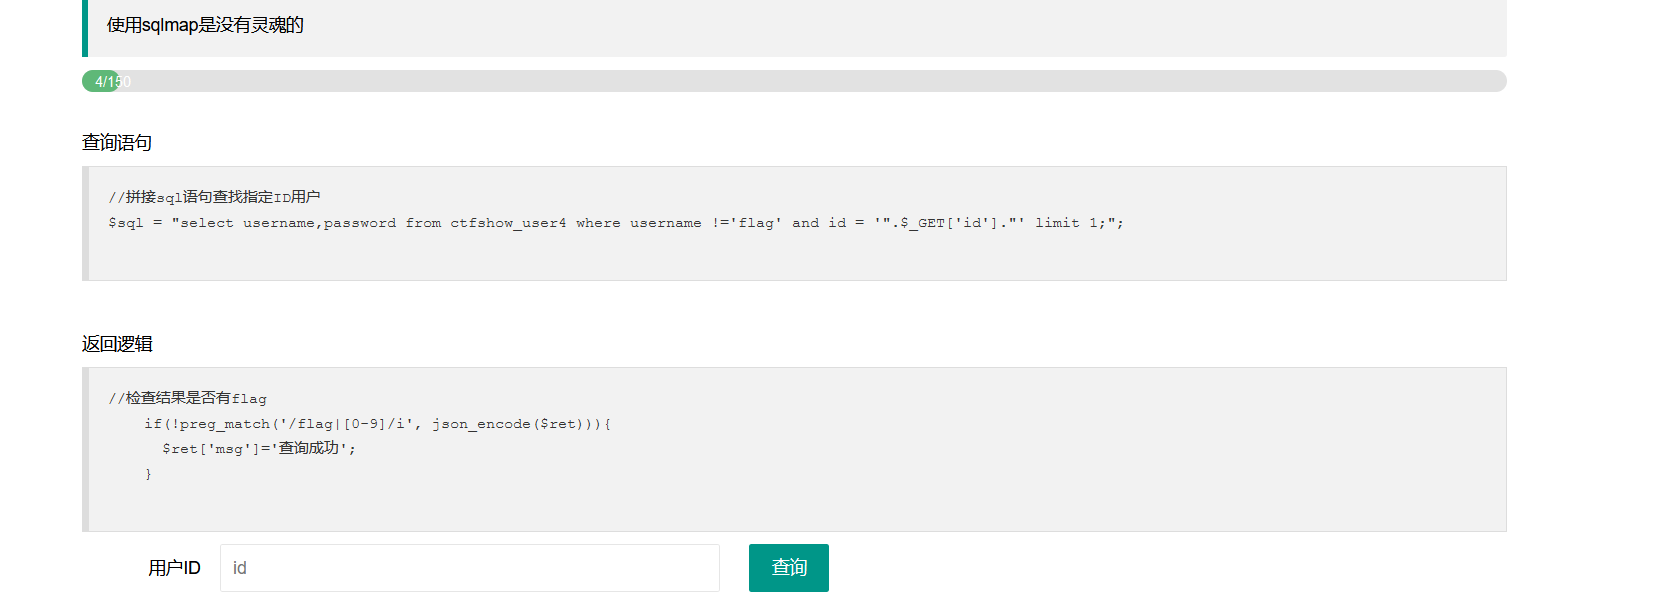 使用sqlmap是没有灵魂的
4/150
查询语句
//拼接sql语句查找指定ID用户
$sql = "select username,password from ctfshow_user4 where username !='flag' and id = '".$_GET['id']."' limit 1;";
返回逻辑
//检查结果是否有flag
    if(!preg_match('/flag|[0-9]/i', json_encode($ret))){
      $ret['msg']='查询成功';
    }
用户ID id 查询